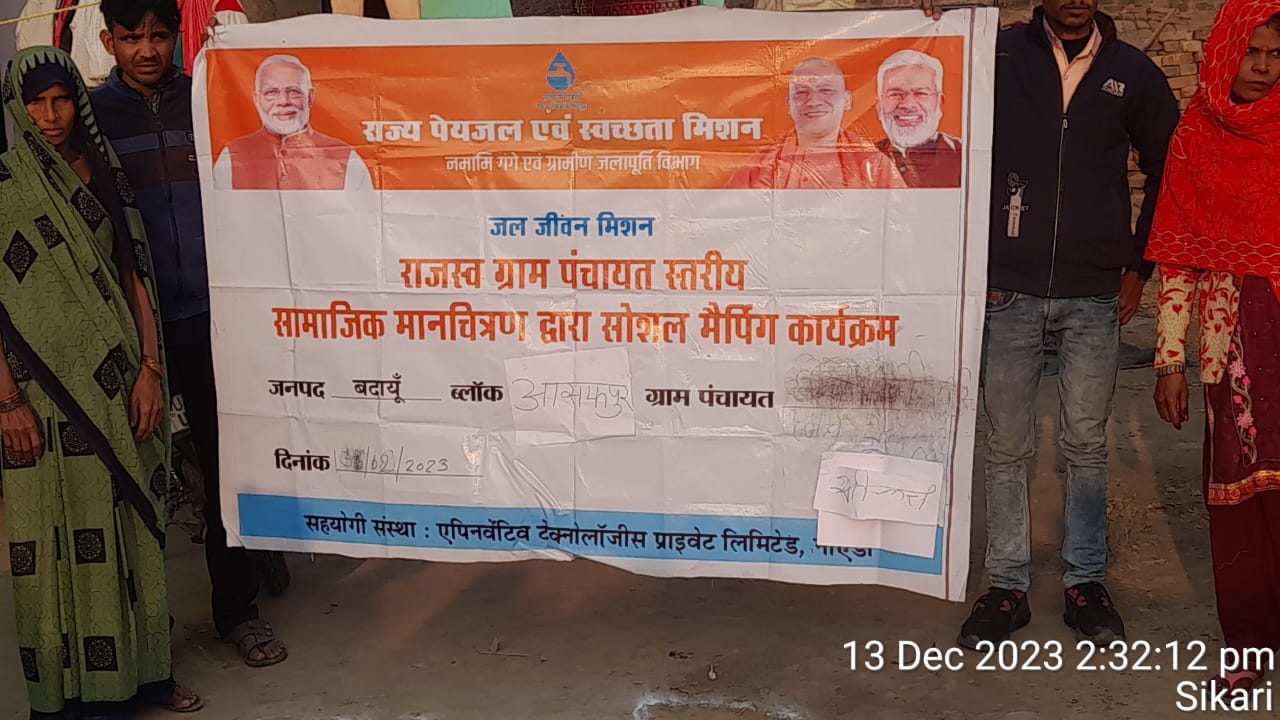 राज्य पेयजल एवं स्वच्छता मिशन
नमामि गंगे एवं ग्रामीण जलापूर्ति विभाग
जल जीवन मिशन
राजस्व ग्राम पंचायत स्तरीय
सामाजिक मानचित्रण द्वारा सोशल मैपिंग कार्यक्रम
जनपद बदायूँ ब्लॉक आसफपुर ग्राम पंचायत
दिनांक /2023
सहयोगी संस्था : एपिनवेंटिव टेक्नोलॉजीस प्राइवेट लिमिटेड,
13 Dec 2023 2:32:12 pm
Sikari